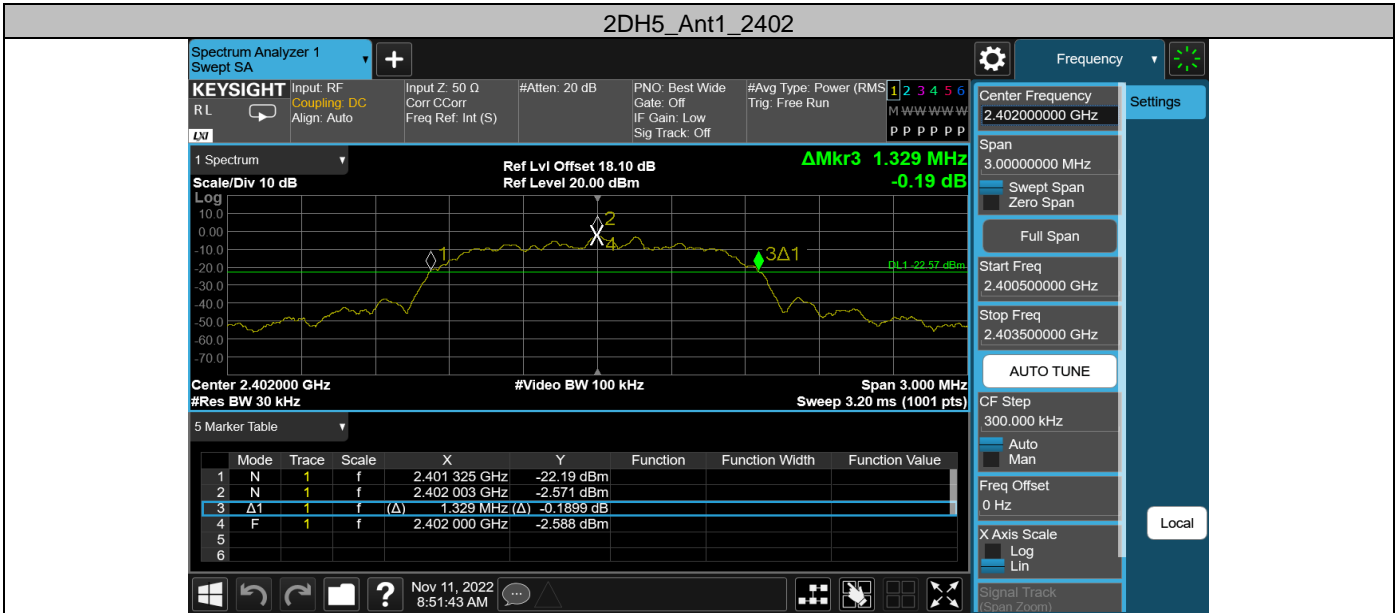 2DH5_Ant1_2402
Spectrum Analyzer 1
Swept SA
+
Frequency
KEYSIGHT
R L
LXI
Input: RF
Coupling: DC
Align: Auto
Input Z: 50 Ω
Corr CCorr
Freq Ref: Int (S)
#Atten: 20 dB
PNO: Best Wide
Gate: Off
IF Gain: Low
Sig Track: Off
#Avg Type: Power (RMS
Trig: Free Run
1 2 3 4 5 6
M W W W W W
P P P P P P
1 Spectrum
Scale/Div 10 dB
Ref Lvl Offset 18.10 dB
Ref Level 20.00 dBm
ΔMkr3 1.329 MHz
-0.19 dB
Log
10.0
0.00
-10.0
-20.0
-30.0
-40.0
-50.0
-60.0
-70.0
1
2
4
3Δ1
DL1 -22.57 dBm
Center 2.402000 GHz
#Video BW 100 kHz
Span 3.000 MHz
#Res BW 30 kHz
Sweep 3.20 ms (1001 pts)
5 Marker Table
Mode Trace Scale X Y Function Function Width Function Value
1 N 1 f 2.401 325 GHz -22.19 dBm
2 N 1 f 2.402 003 GHz -2.571 dBm
3 Δ1 1 f (Δ) 1.329 MHz (Δ) -0.1899 dB
4 F 1 f 2.402 000 GHz -2.588 dBm
5
6
?
Nov 11, 2022
8:51:43 AM
Center Frequency
2.402000000 GHz
Settings
Span
3.00000000 MHz
Swept Span
Zero Span
Full Span
Start Freq
2.400500000 GHz
Stop Freq
2.403500000 GHz
AUTO TUNE
CF Step
300.000 kHz
Auto
Man
Freq Offset
0 Hz
Local
X Axis Scale
Log
Lin
Signal Track
(Span Zoom)